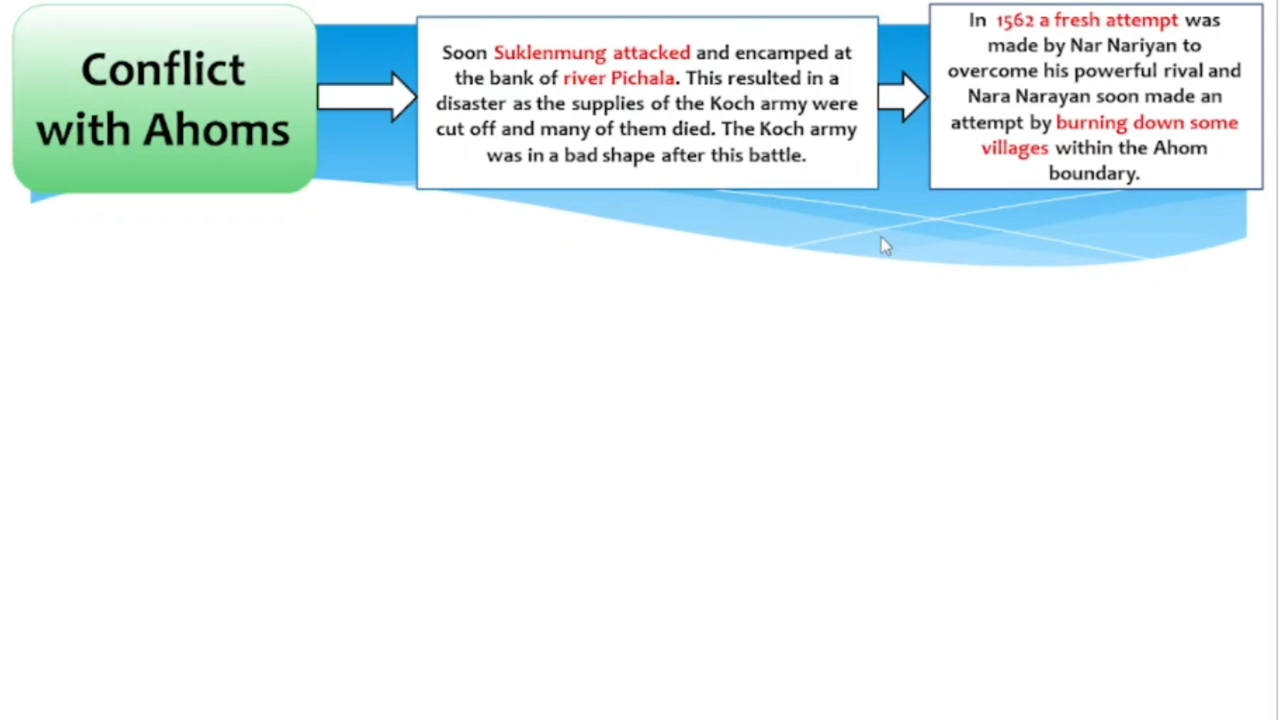 Conflict
with Ahoms
Soon Suklenmung attacked and encamped at
the bank of river Pichala. This resulted in a
disaster as the supplies of the Koch army were
cut off and many of them died. The Koch army
was in a bad shape after this battle.
In 1562 a fresh attempt was
made by Nar Nariyan to
overcome his powerful rival and
Nara Narayan soon made an
attempt by burning down some
villages within the Ahom
boundary.